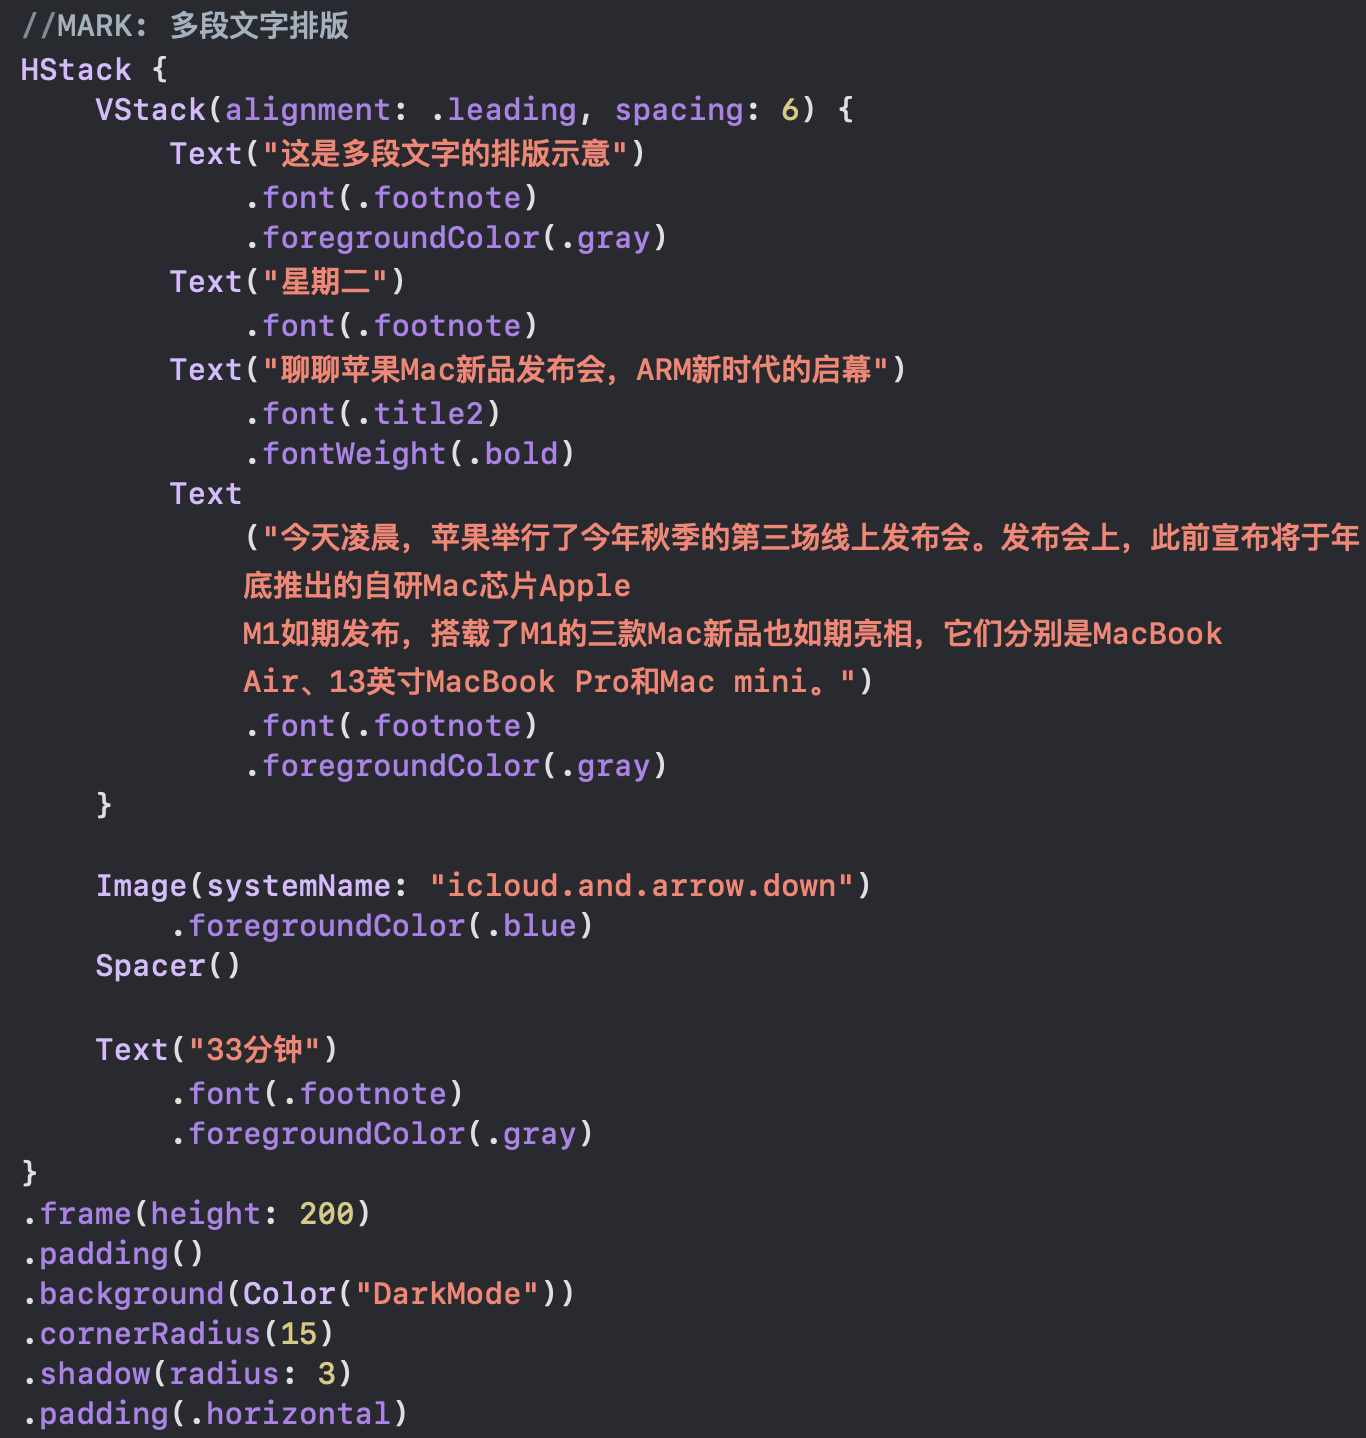 //MARK: 多段文字排版
HStack {
    VStack(alignment: .leading, spacing: 6) {
        Text("这是多段文字的排版示意")
            .font(.footnote)
            .foregroundColor(.gray)
        Text("星期二")
            .font(.footnote)
        Text("聊聊苹果Mac新品发布会，ARM新时代的启幕")
            .font(.title2)
            .fontWeight(.bold)
        Text
            ("今天凌晨，苹果举行了今年秋季的第三场线上发布会。发布会上，此前宣布将于年
            底推出的自研Mac芯片Apple
            M1如期发布，搭载了M1的三款Mac新品也如期亮相，它们分别是MacBook
            Air、13英寸MacBook Pro和Mac mini。")
            .font(.footnote)
            .foregroundColor(.gray)
    }

    Image(systemName: "icloud.and.arrow.down")
        .foregroundColor(.blue)
    Spacer()

    Text("33分钟")
        .font(.footnote)
        .foregroundColor(.gray)
}
.frame(height: 200)
.padding()
.background(Color("DarkMode"))
.cornerRadius(15)
.shadow(radius: 3)
.padding(.horizontal)